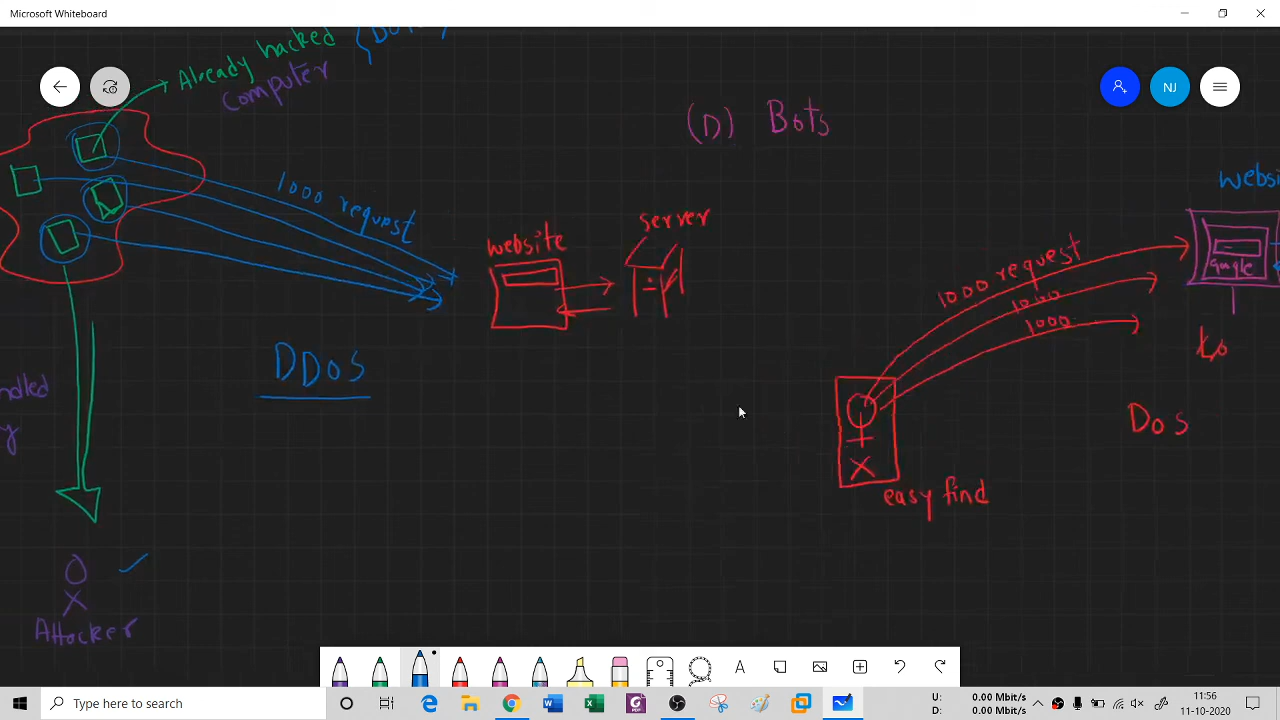 Microsoft Whiteboard
Already hacked
computer
(D) Bots
NJ
1000 request
website
server
1000 request
1000
1000
websi
Google
DDOS
DoS
easy find
ndled
y
Attacker
A
Type here to search
U: 0.00 Mbit/s
D: 0.00 Mbit/s
11:56
11-10-2020